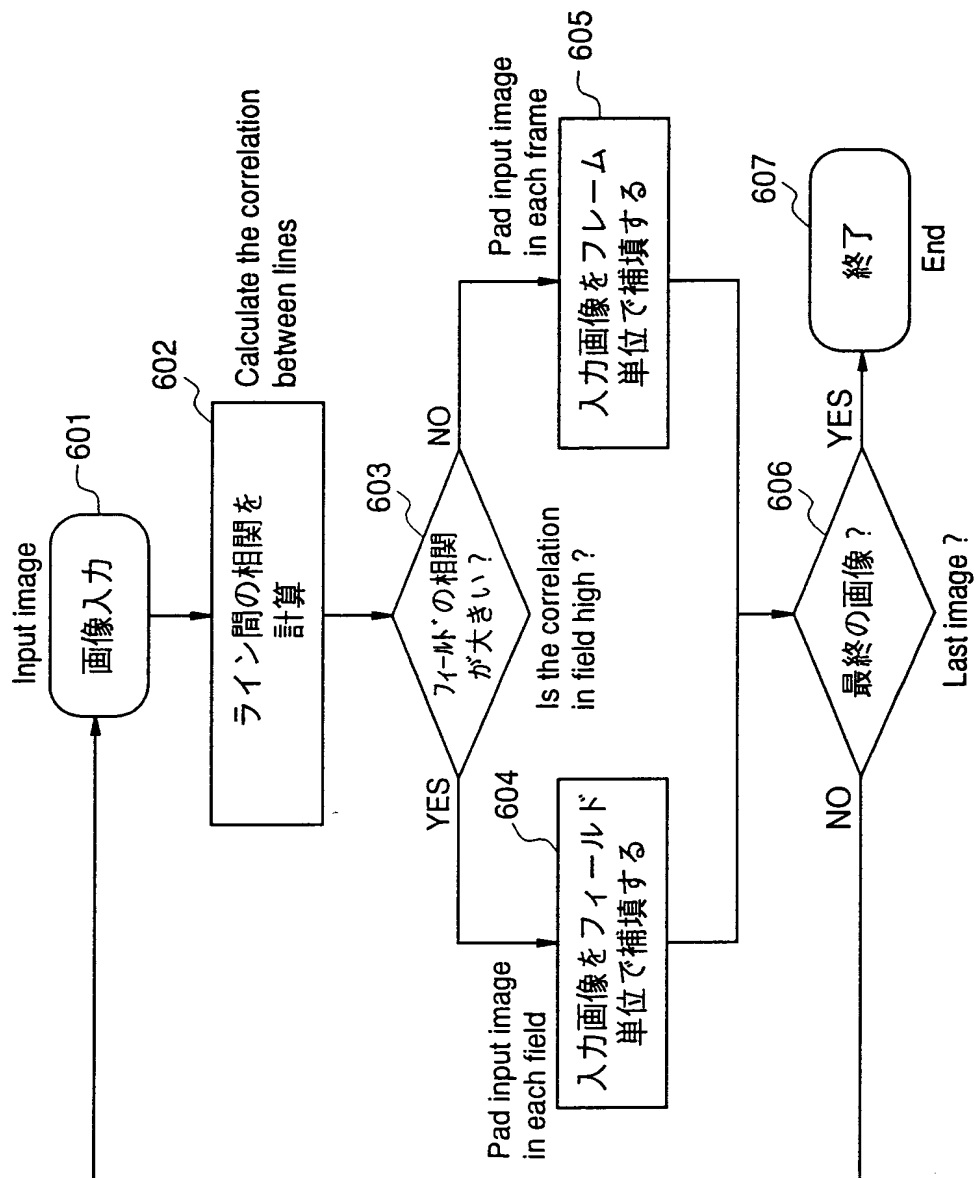 Input image
画像入力
601
602
ライン間の相関を
計算
Calculate the correlation
between lines
603
フィールドの相関
が大きい?
Is the correlation
in field high ?
YES
NO
604
Pad input image
in each field
入力画像をフィールド
単位で補填する
605
Pad input image
in each frame
入力画像をフレーム
単位で補填する
606
最終の画像?
Last image ?
NO
YES
607
終了
End